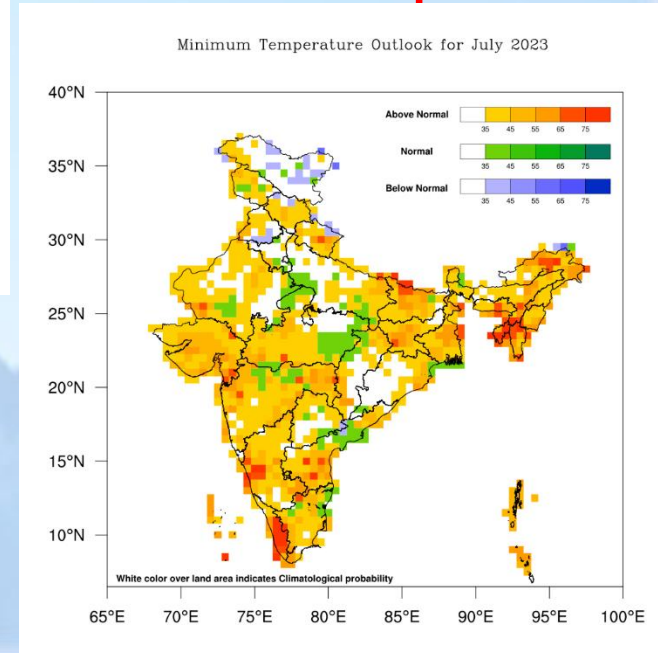 Minimum Temperature Outlook for July 2023
40°N
Above Normal
35 45 55 65 75
Normal
35 45 55 65 75
35°N
Below Normal
35 45 55 65 75
30°N
25°N
20°N
15°N
10°N
White color over land area indicates Climatological probability
65°E 70°E 75°E 80°E 85°E 90°E 95°E 100°E